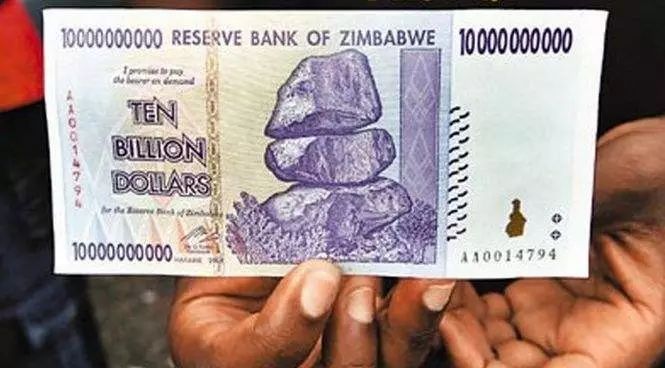 10000000000 RESERVE BANK OF ZIMBABWE 10000000000
I promise to pay
the bearer on demand
TEN
BILLION
DOLLARS
for the Reserve Bank of Zimbabwe
AA0014794
10000000000
HARARE
AA0014794